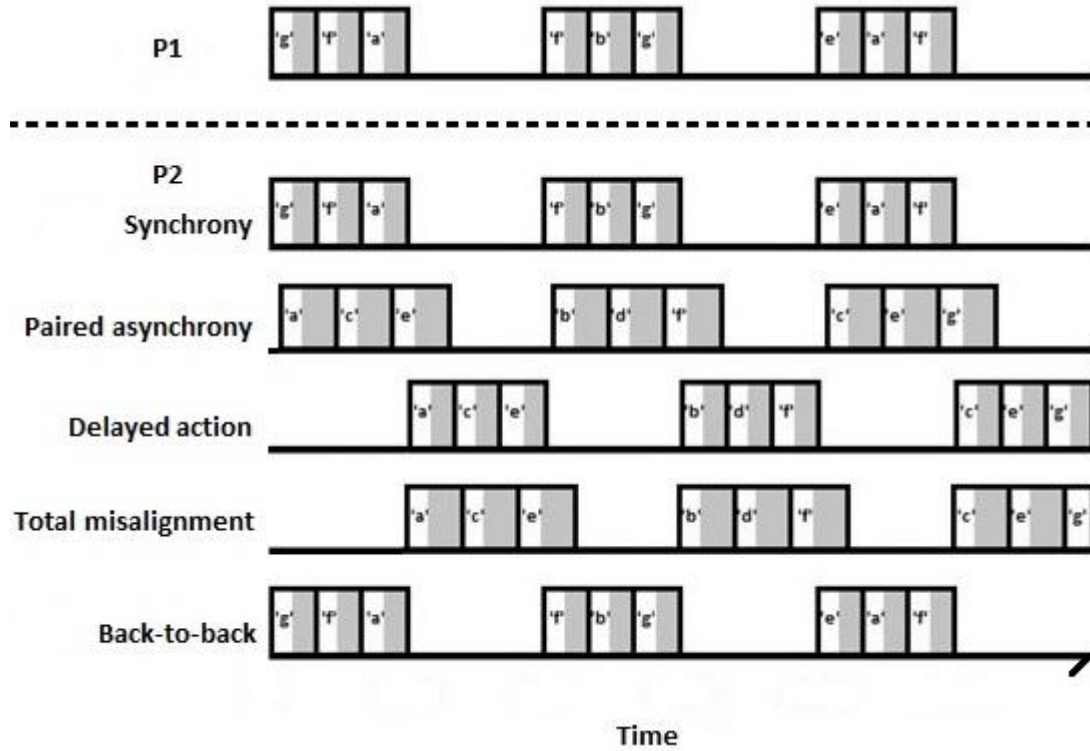 P1 'g' 'f' 'a' 'f' 'b' 'g' 'e' 'a' 'f'
P2
Synchrony 'g' 'f' 'a' 'f' 'b' 'g' 'e' 'a' 'f'
Paired asynchrony 'a' 'c' 'e' 'b' 'd' 'f' 'c' 'e' 'g'
Delayed action 'a' 'c' 'e' 'b' 'd' 'f' 'c' 'e' 'g'
Total misalignment 'a' 'c' 'e' 'b' 'd' 'f' 'c' 'e' 'g'
Back-to-back 'g' 'f' 'a' 'f' 'b' 'g' 'e' 'a' 'f'
Time